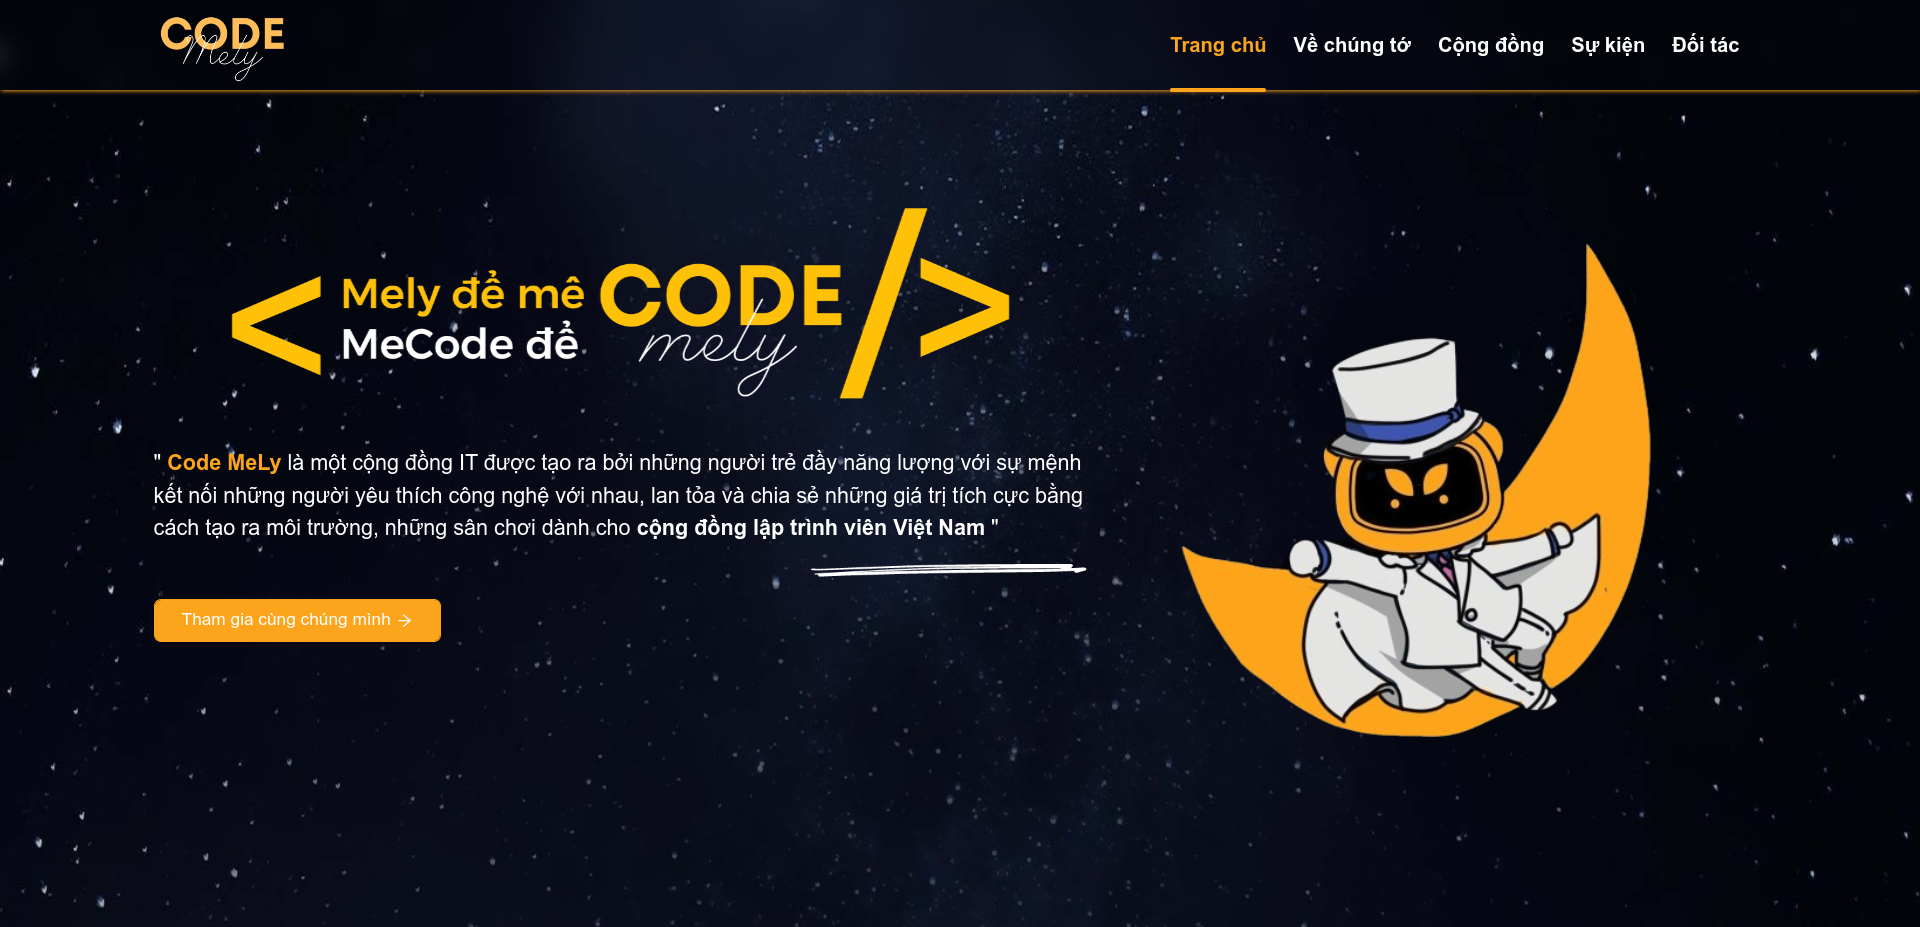 CODE
Mely
Trang chủ Về chúng tớ Cộng đồng Sự kiện Đối tác
< Mely để mê CODE />
MeCode để mely
" Code MeLy là một cộng đồng IT được tạo ra bởi những người trẻ đầy năng lượng với sứ mệnh
kết nối những người yêu thích công nghệ với nhau, lan tỏa và chia sẻ những giá trị tích cực bằng
cách tạo ra môi trường, những sân chơi dành cho cộng đồng lập trình viên Việt Nam "
Tham gia cùng chúng mình →